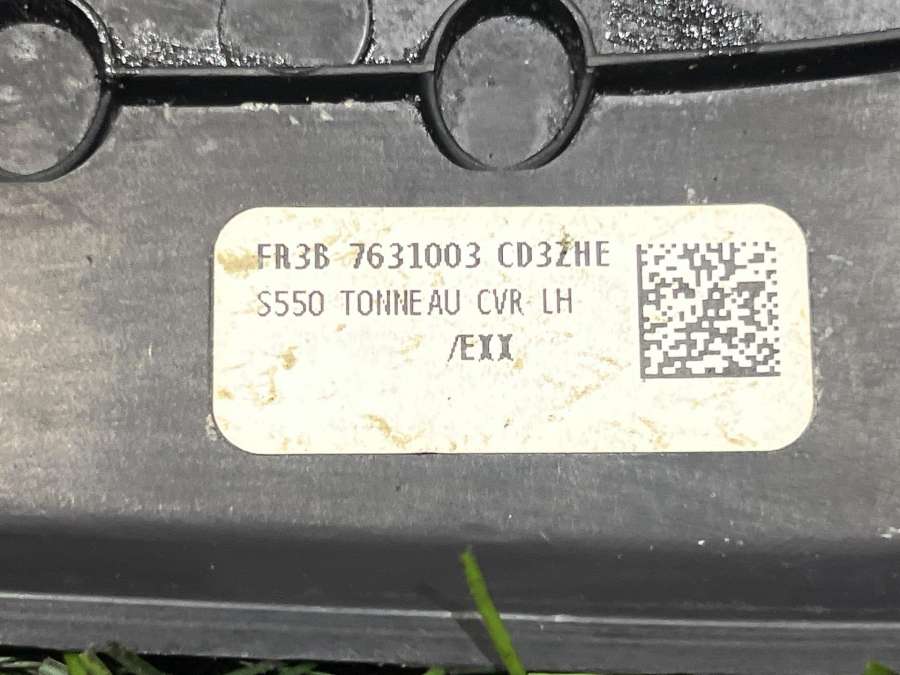 FR3B 7631003 CD3ZHE
S550 TONNEAU CVR LH
/EXX